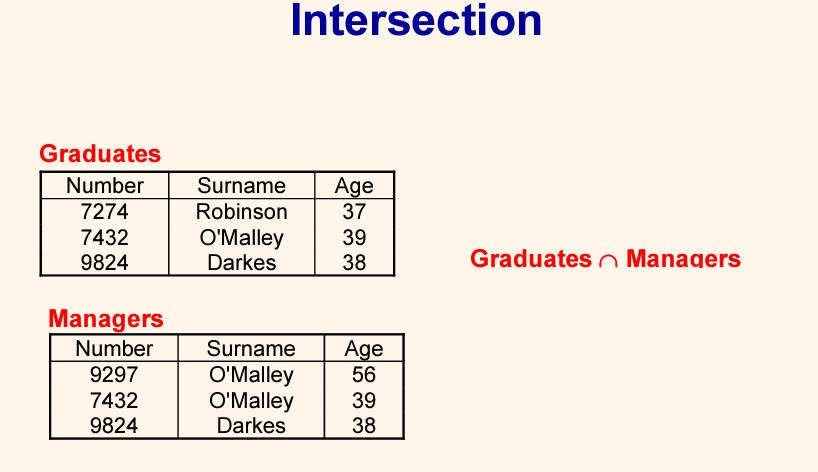 Intersection
Graduates
Number Surname Age
7274 Robinson 37
7432 O'Malley 39
9824 Darkes 38
Graduates ∩ Managers
Managers
Number Surname Age
9297 O'Malley 56
7432 O'Malley 39
9824 Darkes 38